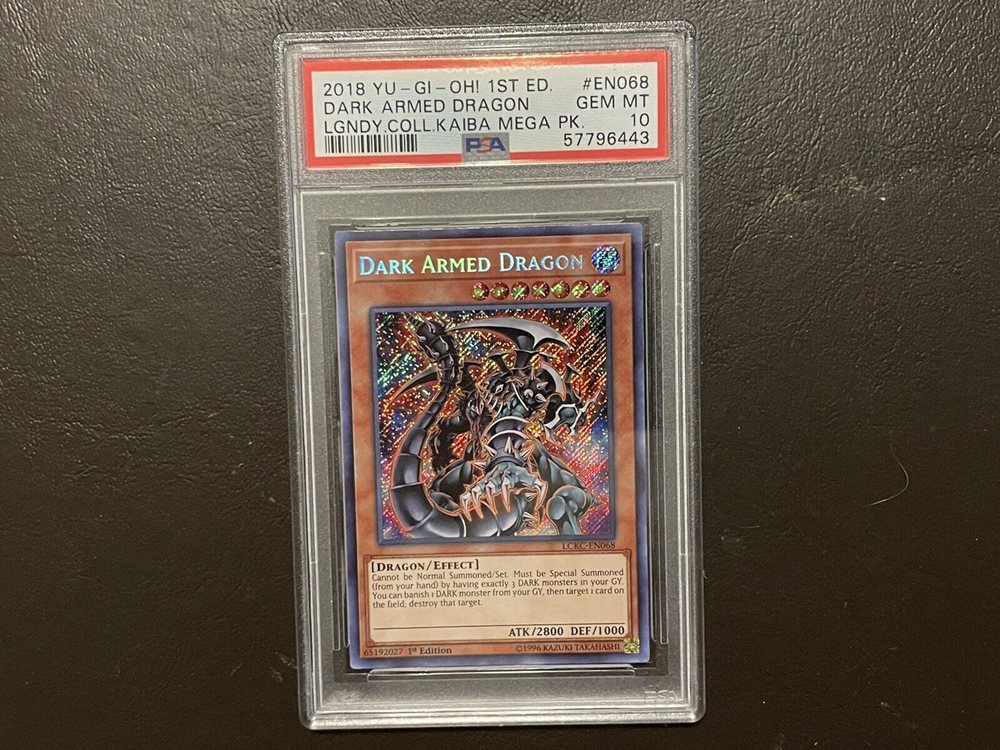 2018 YU-GI-OH! 1ST ED. #EN068
DARK ARMED DRAGON GEM MT
LGNDY.COLL.KAIBA MEGA PK. 10
PSA 57796443
DARK ARMED DRAGON
LCKC-EN068
[DRAGON/EFFECT]
Cannot be Normal Summoned/Set. Must be Special Summoned
(from your hand) by having exactly 3 DARK monsters in your GY.
You can banish 1 DARK monster from your GY, then target 1 card on
the field; destroy that target.
ATK/2800 DEF/1000
65192027 1st Edition ©1996 KAZUKI TAKAHASHI
PSA